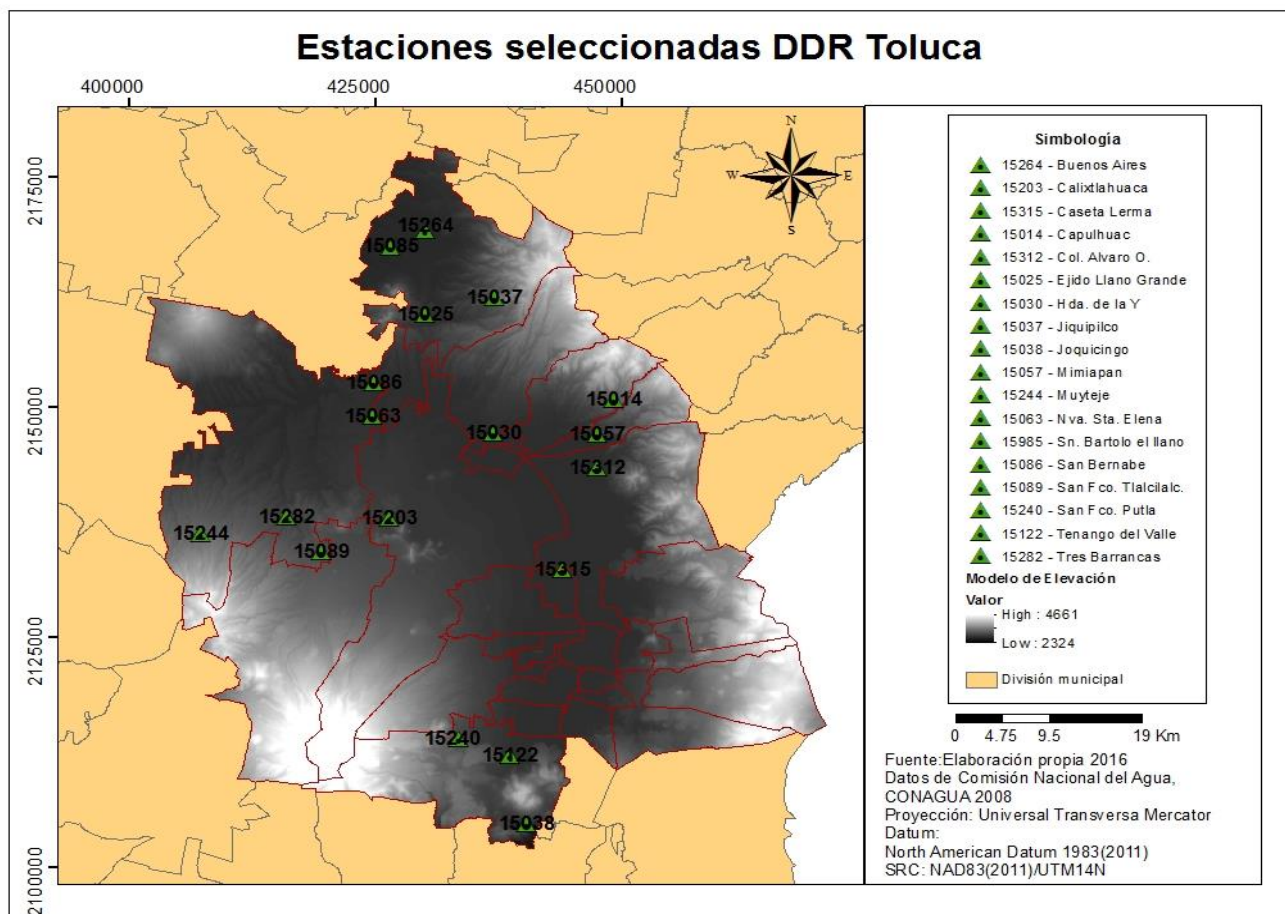 Estaciones seleccionadas DDR Toluca
400000
425000
4500000
2175000
2150000
2125000
2100000
N
W
E
S
15264
15085
15037
15025
15086
15063
15014
15030
15057
15312
15282
15203
15244
15089
15315
15240
15122
15038
Simbología
15264 - Buenos Aires
15203 - Calixtlahuaca
15315 - Caseta Lerma
15014 - Capulhuac
15312 - Col. Alvaro O.
15025 - Ejido Llano Grande
15030 - Hda. de la Y
15037 - Jiquipilco
15038 - Joquicingo
15057 - Mimiapan
15244 - Muyteje
15063 - Nva. Sta. Elena
15985 - Sn. Bartolo el llano
15086 - San Bernabe
15089 - San Fco. Tlalcilalc.
15240 - San Fco. Putla
15122 - Tenango del Valle
15282 - Tres Barrancas
Modelo de Elevación
Valor
High : 4661
Low : 2324
División municipal
0 4.75 9.5 19 Km
Fuente:Elaboración propia 2016
Datos de Comisión Nacional del Agua,
CONAGUA 2008
Proyección: Universal Transversa Mercator
Datum:
North American Datum 1983(2011)
SRC: NAD83(2011)/UTM14N